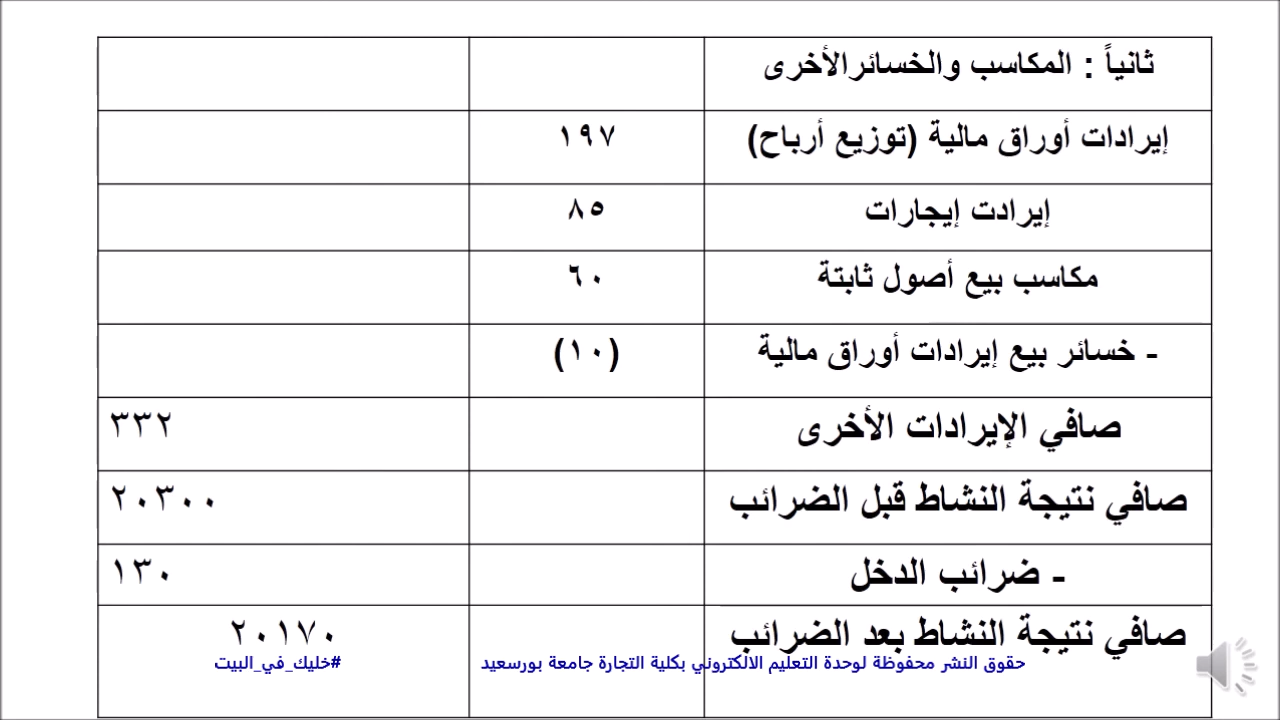 ثانياً : المكاسب والخسائرالأخرى
إيرادات أوراق مالية (توزيع أرباح) ١٩٧
إيرادت إيجارات ٨٥
مكاسب بيع أصول ثابتة ٦٠
- خسائر بيع إيرادات أوراق مالية (١٠)
صافي الإيرادات الأخرى ٣٣٢
صافي نتيجة النشاط قبل الضرائب ٢٠٣٠٠
- ضرائب الدخل ١٣٠
صافي نتيجة النشاط بعد الضرائب ٢٠١٧٠
حقوق النشر محفوظة لوحدة التعليم الالكتروني بكلية التجارة جامعة بورسعيد #خليك_في_البيت